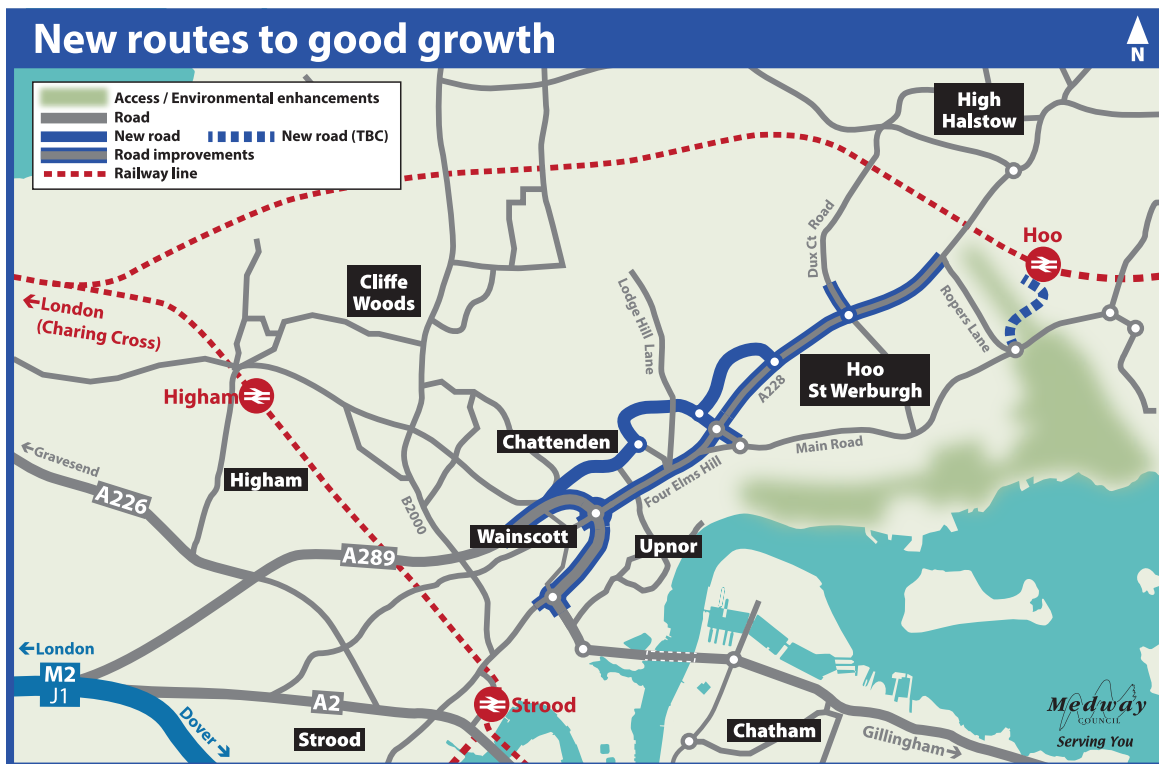 New routes to good growth
N
Access / Environmental enhancements
Road
New road
New road (TBC)
Road improvements
Railway line
High
Halstow
Hoo
Dux Ct Road
Cliffe
Woods
Lodge Hill Lane
Ropers Lane
←London
(Charing Cross)
Higham
Hoo
St Werburgh
A228
Chattenden
Main Road
←Gravesend
Higham
Four Elms Hill
A226
B2000
Wainscott
Upnor
A289
←London
M2
J1
A2
Strood
Dover→
Strood
Chatham
Gillingham→
Medway
COUNCIL
Serving You